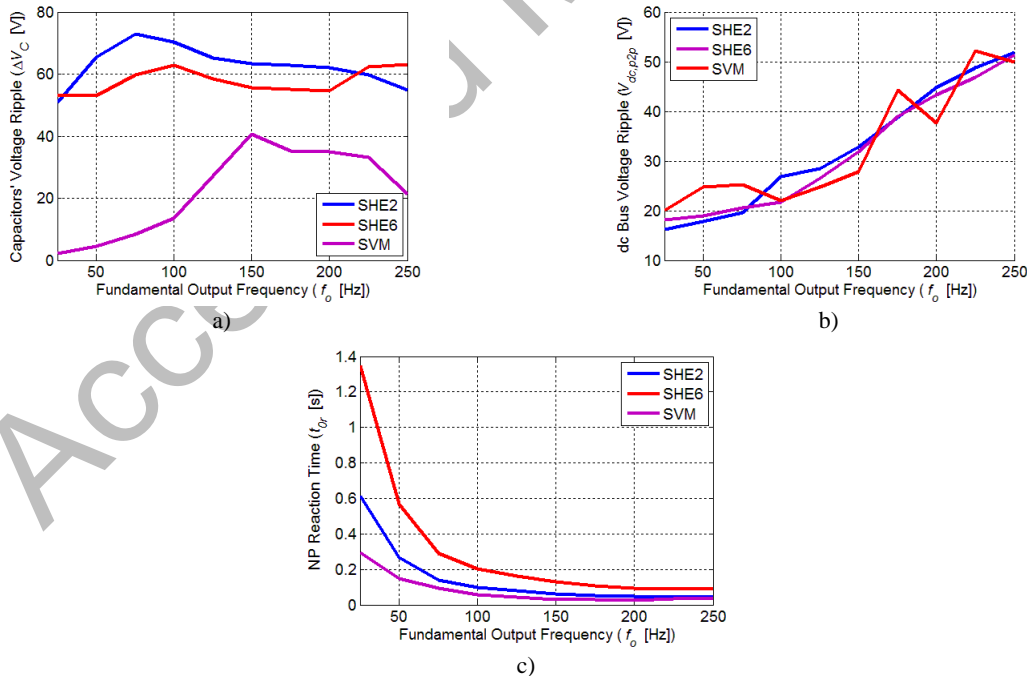 Capacitors' Voltage Ripple (ΔV_C [V])
80
60
40
20
0
50
100
150
200
250
Fundamental Output Frequency ( f_o [Hz])
SHE2
SHE6
SVM
a)
dc Bus Voltage Ripple (V_dc,p2p [V])
60
50
40
30
20
10
50
100
150
200
250
Fundamental Output Frequency ( f_o [Hz])
SHE2
SHE6
SVM
b)
NP Reaction Time (t_0r [s])
1.4
1.2
1
0.8
0.6
0.4
0.2
0
50
100
150
200
250
Fundamental Output Frequency ( f_o [Hz])
SHE2
SHE6
SVM
c)
Acce